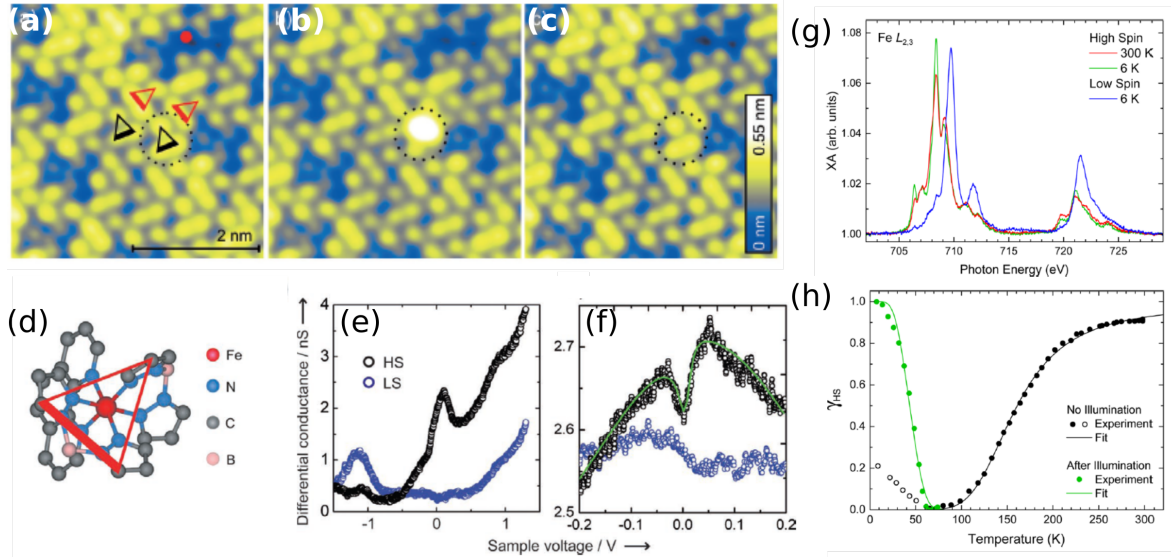 (a)
(b)
(c)
2 nm
0 nm
0.55 nm
(d)
Fe
N
C
B
(e)
HS
LS
Differential conductance / nS
4
3
2
1
0
-1
0
1
(f)
2.7
2.6
2.5
-0.2
-0.1
0.0
0.1
0.2
Sample voltage / V
(g)
Fe L2,3
High Spin
300 K
6 K
Low Spin
6 K
XA (arb. units)
1.08
1.06
1.04
1.02
1.00
705
710
715
720
725
Photon Energy (eV)
(h)
γHS
1.0
0.8
0.6
0.4
0.2
0.0
No Illumination
Experiment
Fit
After Illumination
Experiment
Fit
0
50
100
150
200
250
300
Temperature (K)